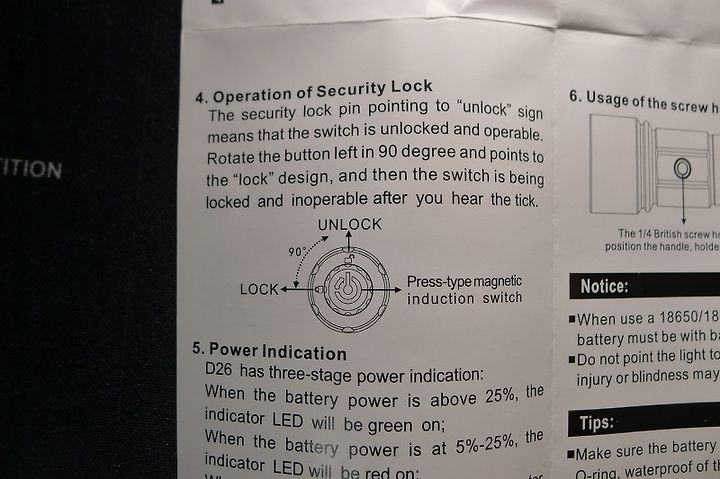 ITION
4. Operation of Security Lock
The security lock pin pointing to "unlock" sign
means that the switch is unlocked and operable.
Rotate the button left in 90 degree and points to
the "lock" design, and then the switch is being
locked and inoperable after you hear the tick.
UNLOCK
90°
LOCK
Press-type magnetic
induction switch
5. Power Indication
D26 has three-stage power indication:
When the battery power is above 25%, the
indicator LED will be green on;
When the battery power is at 5%-25%, the
indicator LED will be red on;
6. Usage of the screw h
The 1/4 British screw ho
position the handle, holde
Notice:
■When use a 18650/18
battery must be with ba
■Do not point the light to
injury or blindness may
Tips:
■Make sure the battery
O-ring, waterproof of th